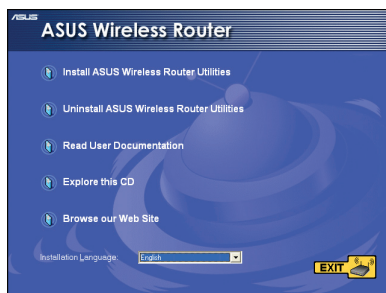 ASUS
ASUS Wireless Router
Install ASUS Wireless Router Utilities
Uninstall ASUS Wireless Router Utilities
Read User Documentation
Explore this CD
Browse our Web Site
Installation Language: English
EXIT